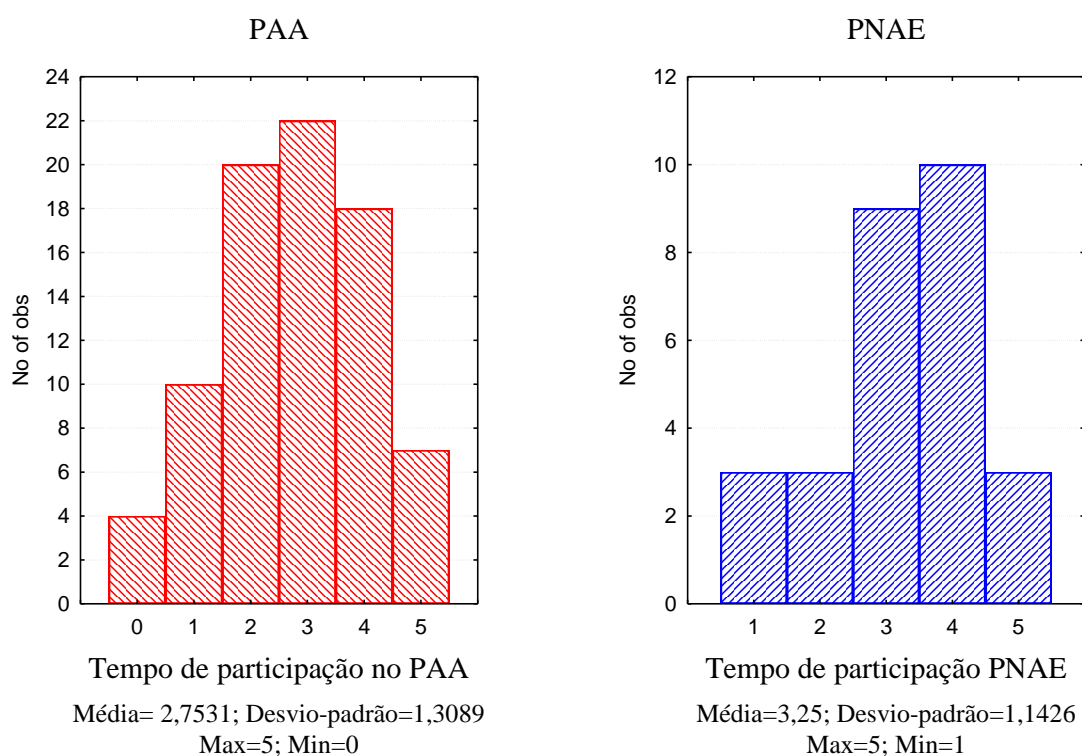 PAA
24
22
20
18
16
14
12
10
8
6
4
2
0
No of obs
0 1 2 3 4 5
Tempo de participação no PAA
Média= 2,7531; Desvio-padrão=1,3089
Max=5; Min=0
PNAE
12
10
8
6
4
2
0
No of obs
1 2 3 4 5
Tempo de participação PNAE
Média=3,25; Desvio-padrão=1,1426
Max=5; Min=1